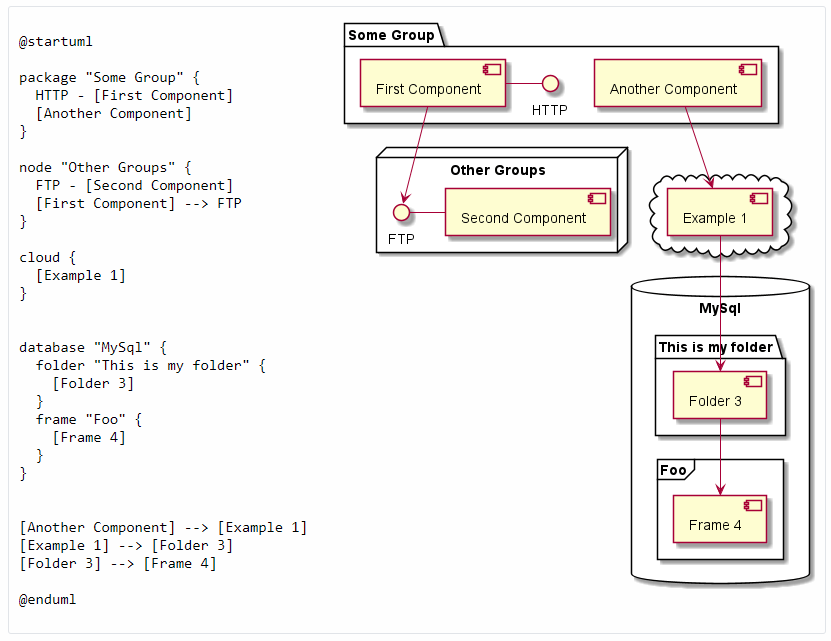 @startuml
package "Some Group" {
  HTTP - [First Component]
  [Another Component]
}
node "Other Groups" {
  FTP - [Second Component]
  [First Component] --> FTP
}
cloud {
  [Example 1]
}
database "MySql" {
  folder "This is my folder" {
    [Folder 3]
  }
  frame "Foo" {
    [Frame 4]
  }
}
[Another Component] --> [Example 1]
[Example 1] --> [Folder 3]
[Folder 3] --> [Frame 4]
@enduml
Some Group
First Component
HTTP
Another Component
Other Groups
FTP
Second Component
Example 1
MySql
This is my folder
Folder 3
Foo
Frame 4